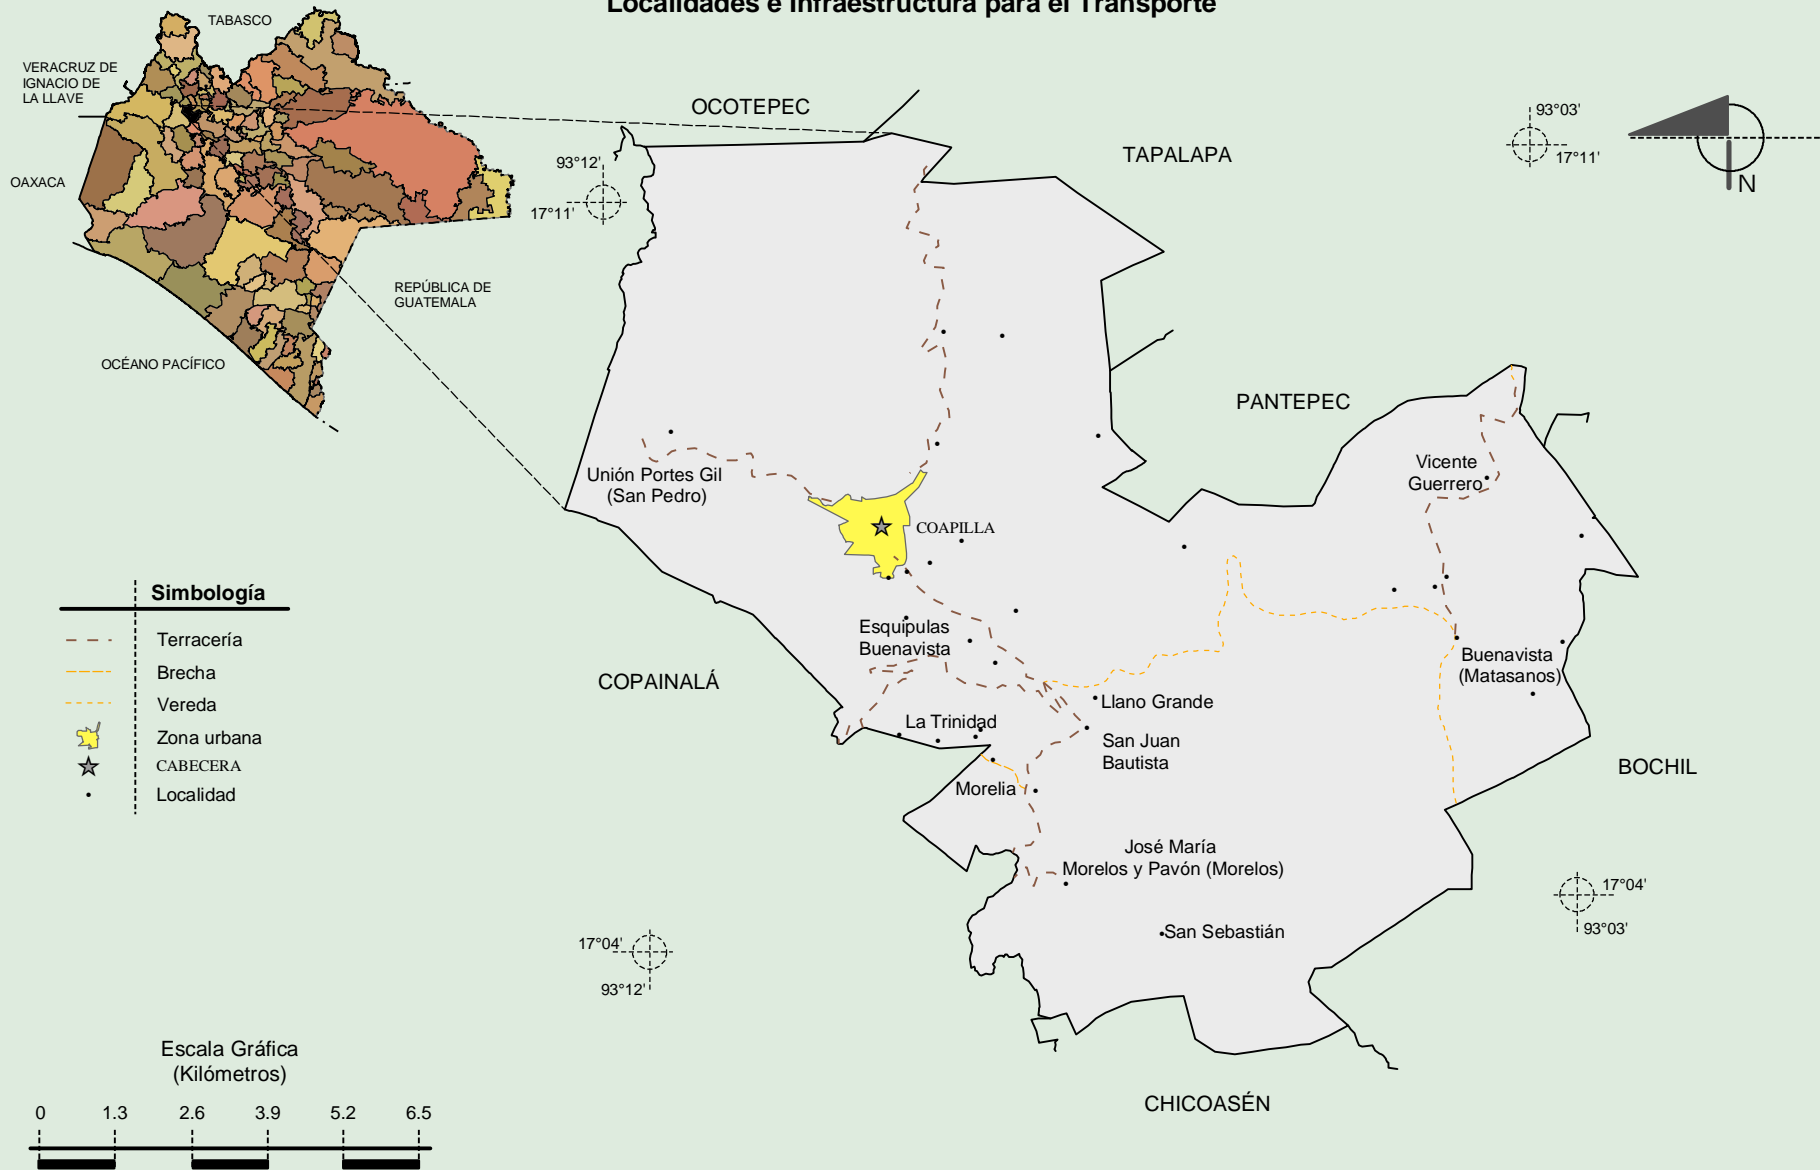 Localidades e Infraestructura para el Transporte
TABASCO
VERACRUZ DE
IGNACIO DE
LA LLAVE
OAXACA
REPÚBLICA DE
GUATEMALA
OCÉANO PACÍFICO
OCOTEPEC
TAPALAPA
93°03'
17°11'
N
93°12'
17°11'
PANTEPEC
Vicente
Guerrero
Unión Portes Gil
(San Pedro)
COAPILLA
Esquipulas
Buenavista
COPAINALÁ
Buenavista
(Matasanos)
Llano Grande
La Trinidad
San Juan
Bautista
BOCHIL
Morelia
José María
Morelos y Pavón (Morelos)
San Sebastián
17°04'
93°03'
17°04'
93°12'
CHICOASÉN
Simbología
Terracería
Brecha
Vereda
Zona urbana
CABECERA
Localidad
Escala Gráfica
(Kilómetros)
0 1.3 2.6 3.9 5.2 6.5